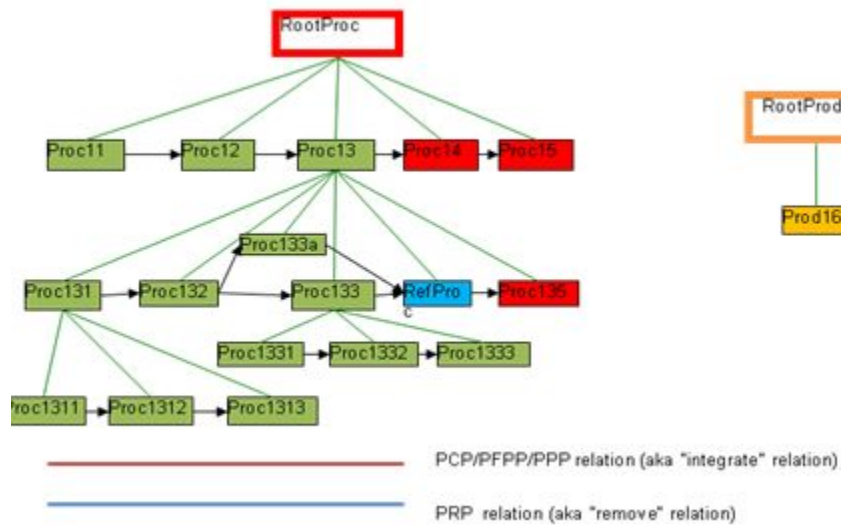 RootProc
RootProd
Proc11
Proc12
Proc13
Proc14
Proc15
Prod16
Proc133a
Proc131
Proc132
Proc133
RefPro
c
Proc135
Proc1331
Proc1332
Proc1333
Proc1311
Proc1312
Proc1313
PCP/PFPP/PPP relation (aka "integrate" relation)
PRP relation (aka "remove" relation)